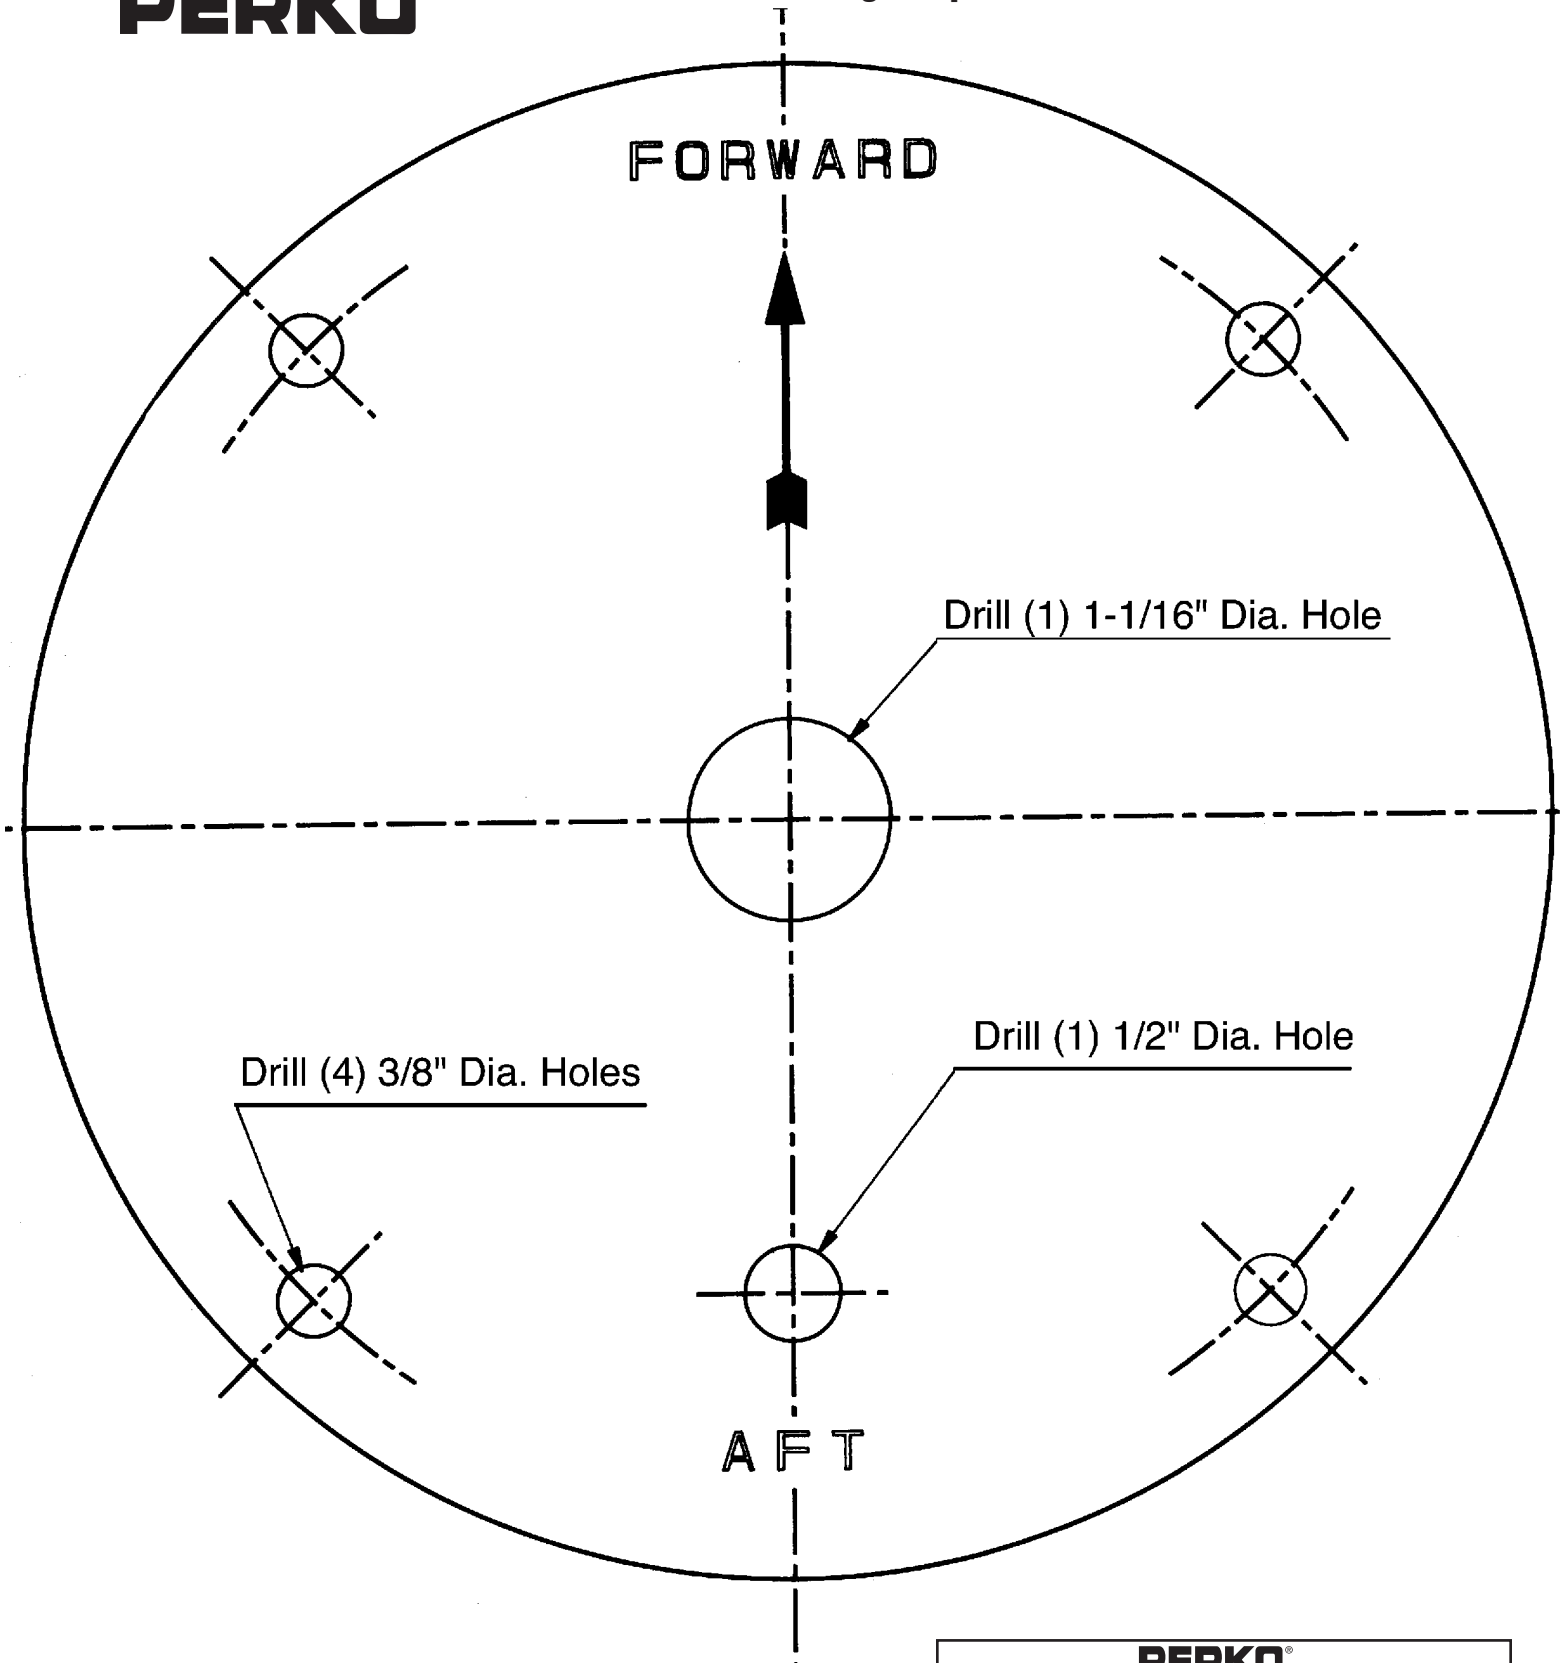 PERKO
FORWARD
Drill (1) 1-1/16" Dia. Hole
Drill (1) 1/2" Dia. Hole
Drill (4) 3/8" Dia. Holes
AFT
PERKO®